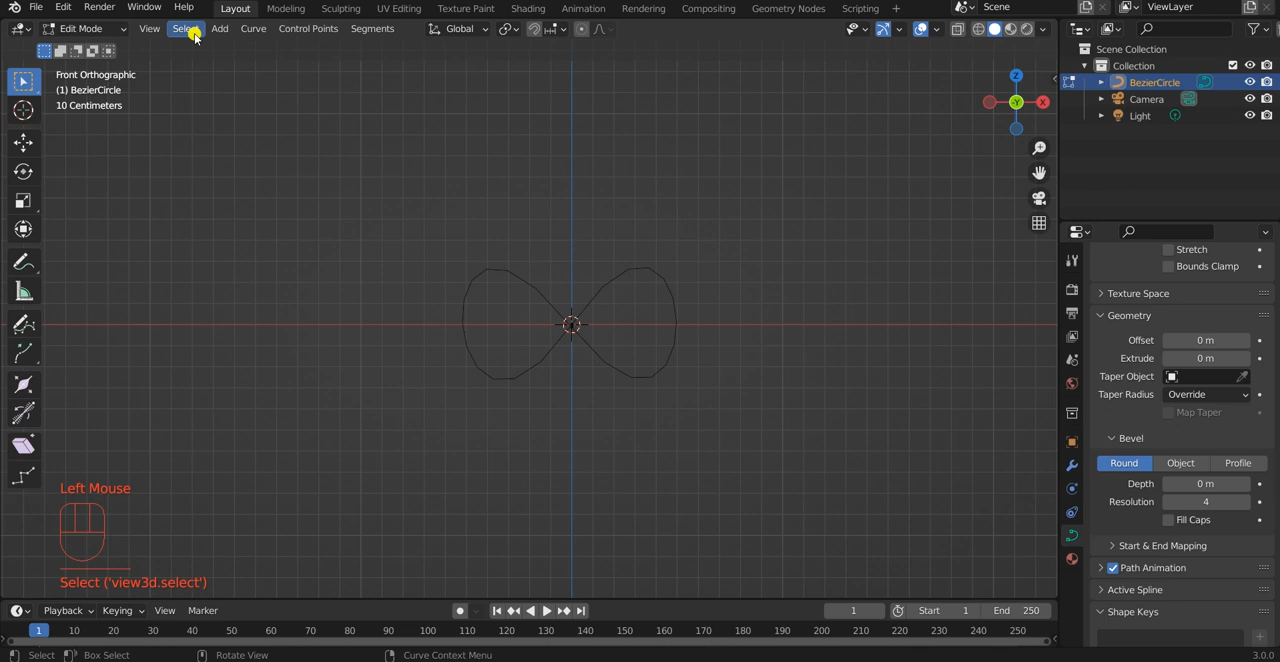 File Edit Render Window Help Layout Modeling Sculpting UV Editing Texture Paint Shading Animation Rendering Compositing Geometry Nodes Scripting + Scene ViewLayer
Edit Mode View Select Add Curve Control Points Segments Global
Front Orthographic
(1) BezierCircle
10 Centimeters
Z
-Y X
Scene Collection
Collection
BezierCircle
Camera
Light
Stretch
Bounds Clamp
Texture Space
Geometry
Offset 0 m
Extrude 0 m
Taper Object
Taper Radius Override
Map Taper
Bevel
Round Object Profile
Depth 0 m
Resolution 4
Fill Caps
Start & End Mapping
Path Animation
Active Spline
Shape Keys
Left Mouse
Select ('view3d.select')
Playback Keying View Marker 1 Start 1 End 250
1 10 20 30 40 50 60 70 80 90 100 110 120 130 140 150 160 170 180 190 200 210 220 230 240 250
Select Box Select Rotate View Curve Context Menu 3.0.0